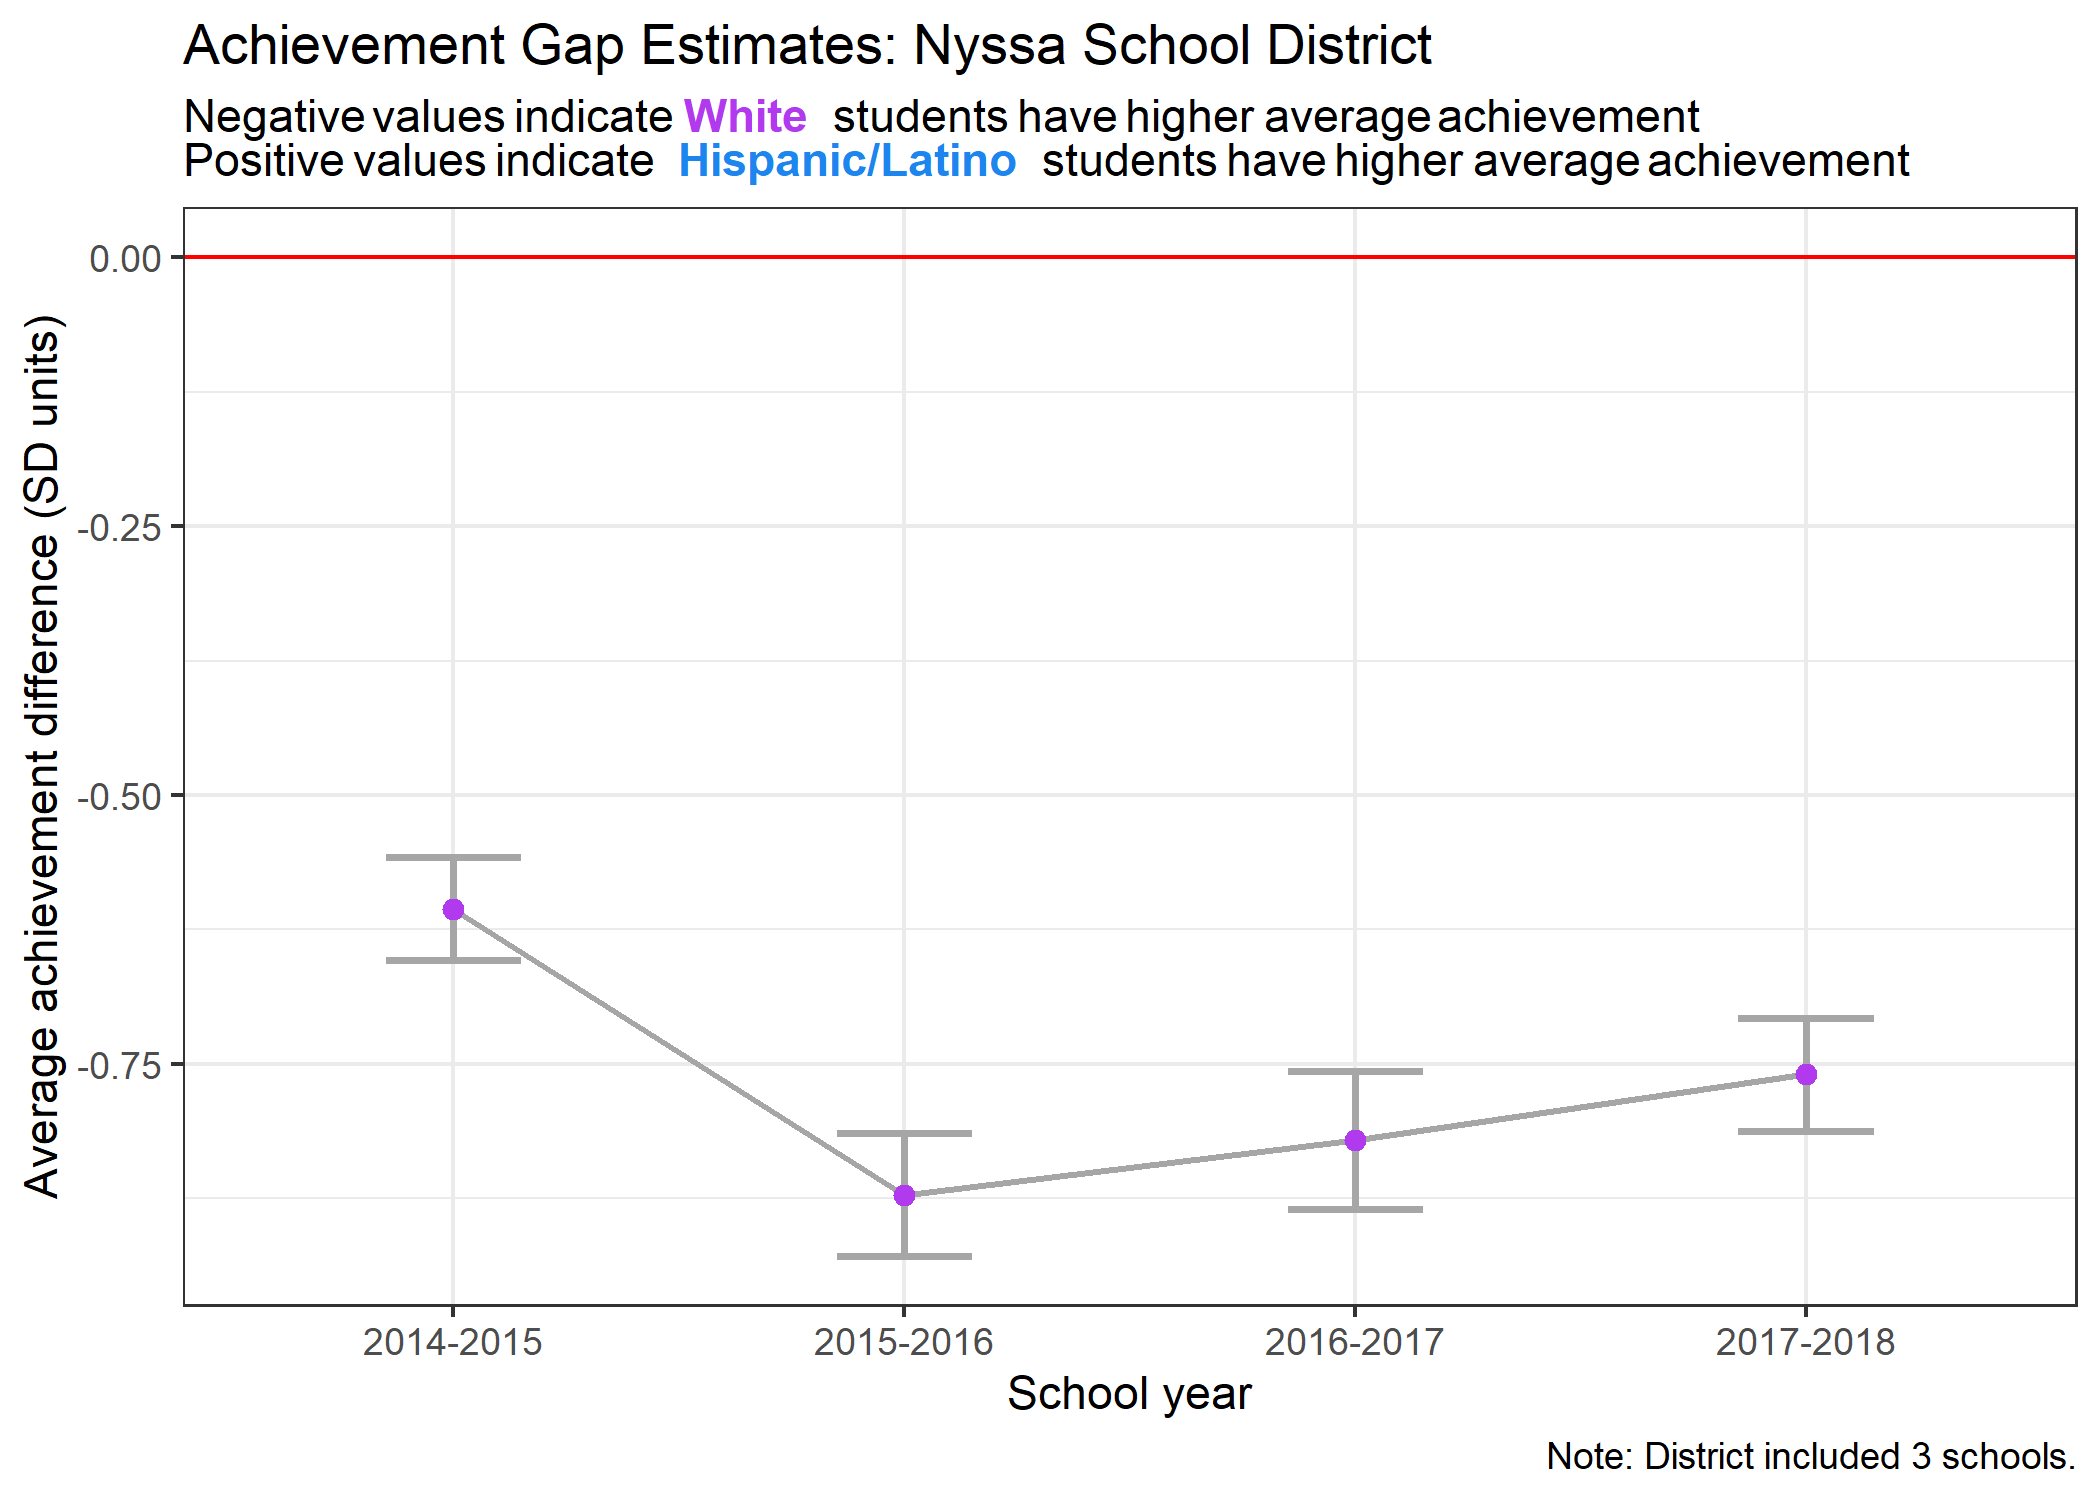 Achievement Gap Estimates: Nyssa School District
Negative values indicate White students have higher average achievement
Positive values indicate Hispanic/Latino students have higher average achievement
Average achievement difference (SD units)
0.00
-0.25
-0.50
-0.75
2014-2015 2015-2016 2016-2017 2017-2018
School year
Note: District included 3 schools.